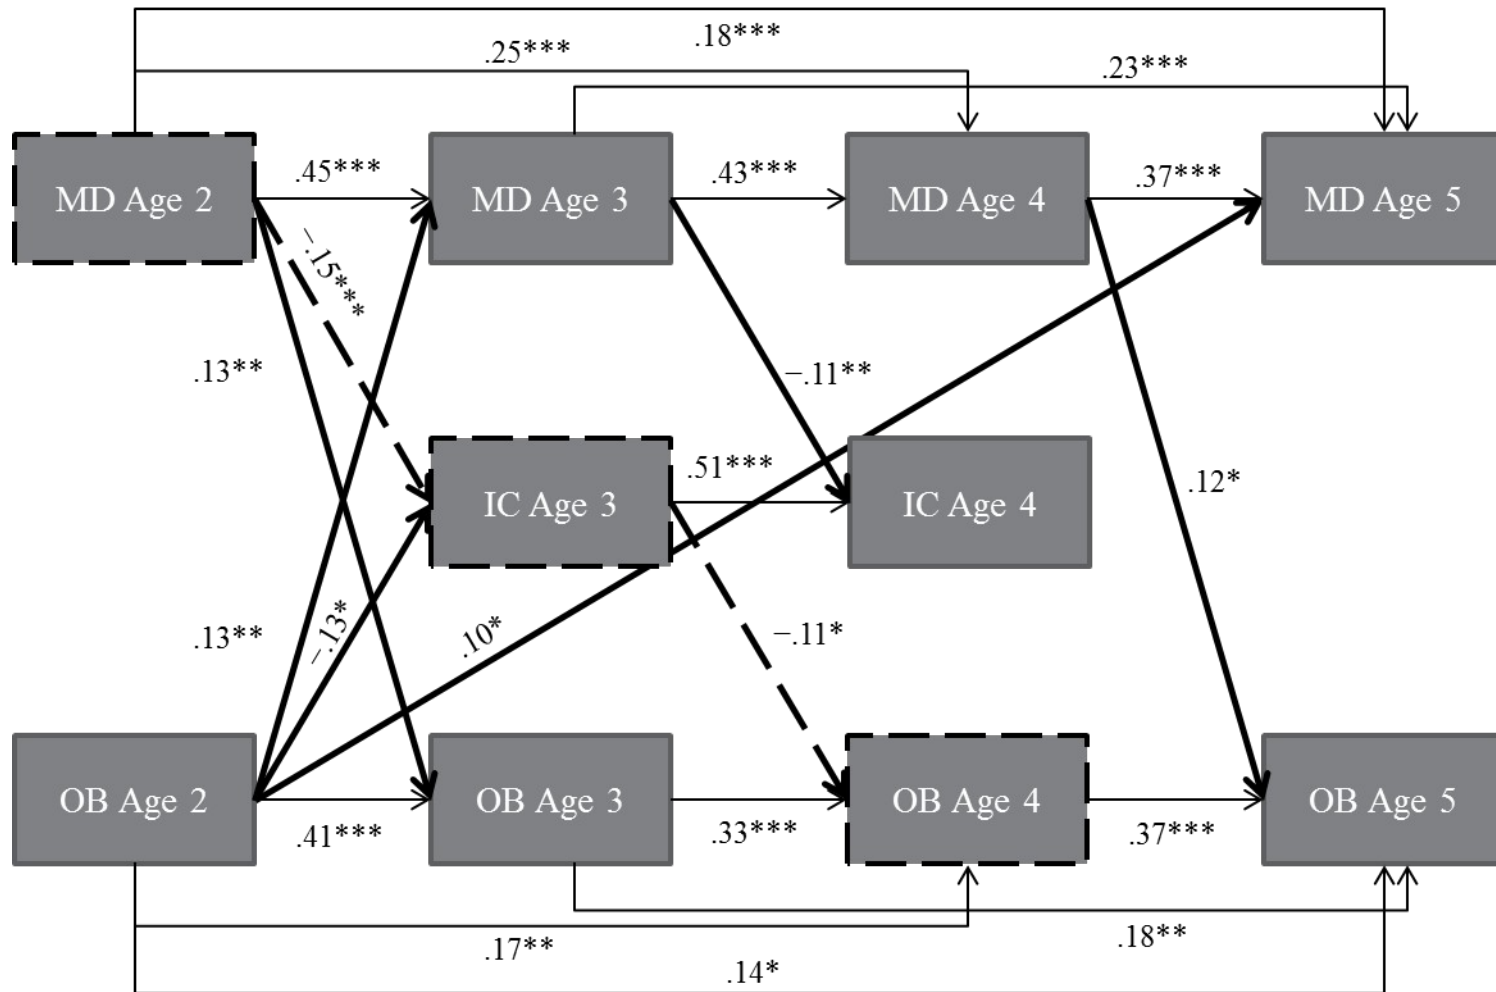 .18***
.25***
.23***
MD Age 2
.45***
MD Age 3
.43***
MD Age 4
.37***
MD Age 5
−.15***
.13**
−.11**
IC Age 3
.51***
IC Age 4
.12*
.13**
−.13*
.10*
−.11*
OB Age 2
.41***
OB Age 3
.33***
OB Age 4
.37***
OB Age 5
.17**
.18**
.14*